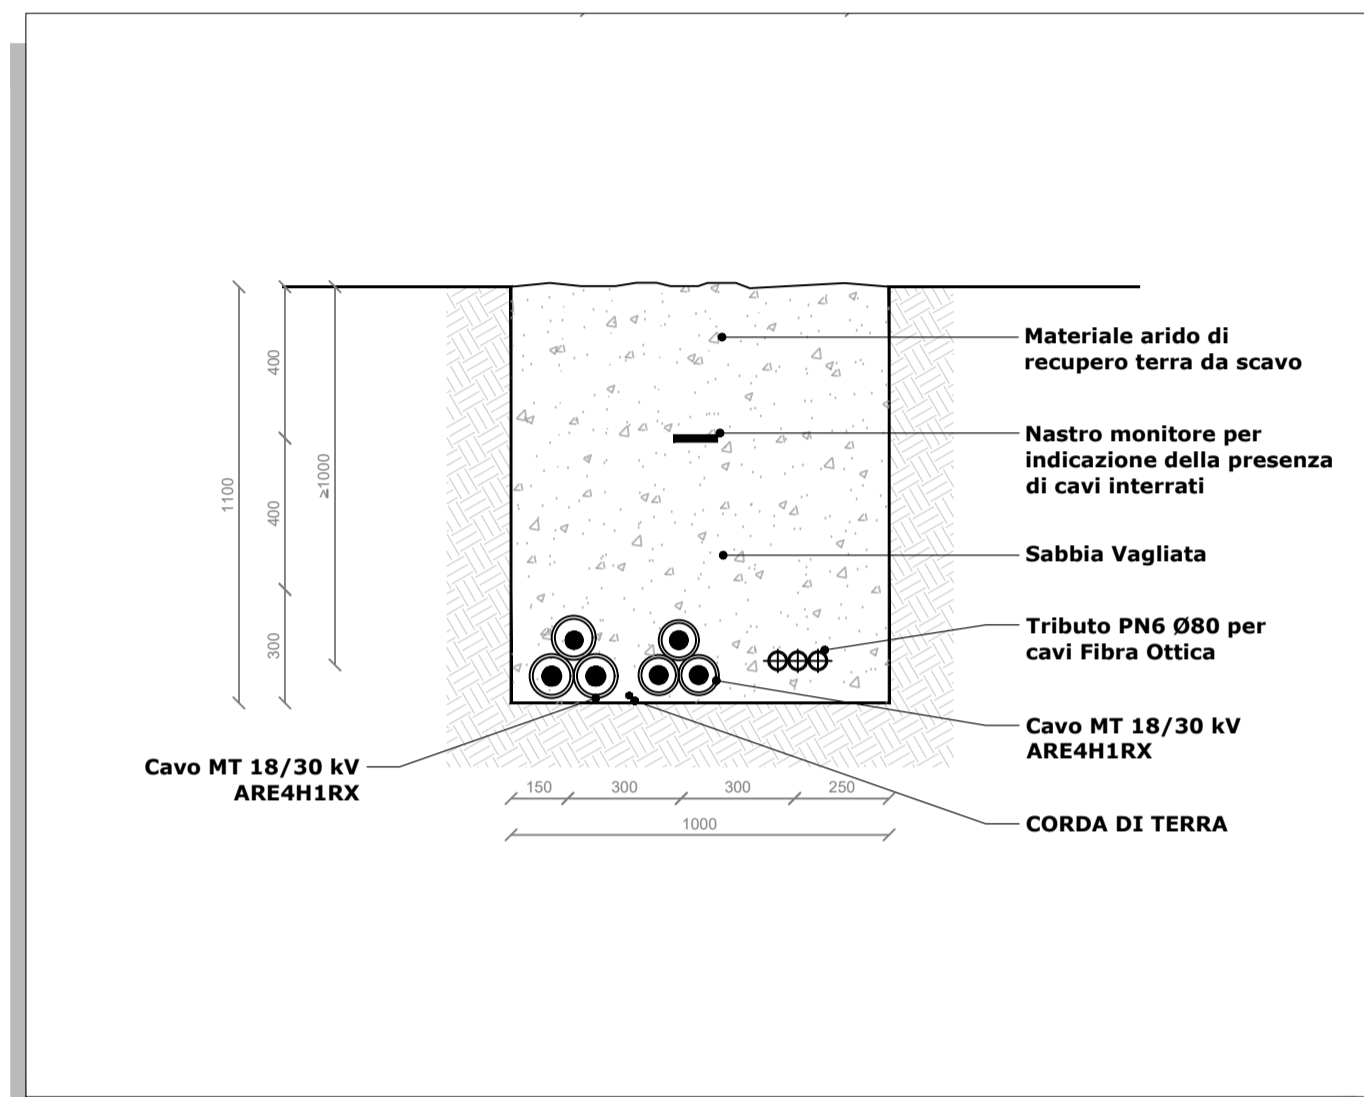 Materiale arido di
recupero terra da scavo
Nastro monitore per
indicazione della presenza
di cavi interrati
Sabbia Vagliata
Tributo PN6 Ø80 per
cavi Fibra Ottica
Cavo MT 18/30 kV
ARE4H1RX
CORDA DI TERRA
Cavo MT 18/30 kV
ARE4H1RX
1100
400
400
300
≥1000
150
300
300
250
1000